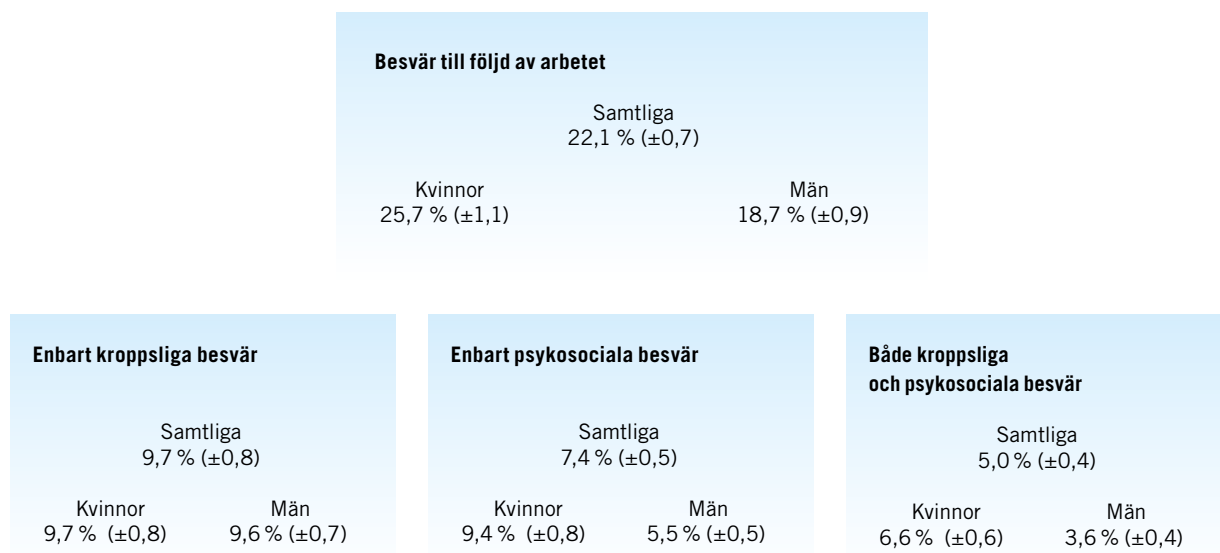 Besvär till följd av arbetet
Samtliga
22,1 % (±0,7)
Kvinnor
25,7 % (±1,1)
Män
18,7 % (±0,9)
Enbart kroppsliga besvär
Samtliga
9,7 % (±0,8)
Kvinnor
9,7 % (±0,8)
Män
9,6 % (±0,7)
Enbart psykosociala besvär
Samtliga
7,4 % (±0,5)
Kvinnor
9,4 % (±0,8)
Män
5,5 % (±0,5)
Både kroppsliga
och psykosociala besvär
Samtliga
5,0 % (±0,4)
Kvinnor
6,6 % (±0,6)
Män
3,6 % (±0,4)